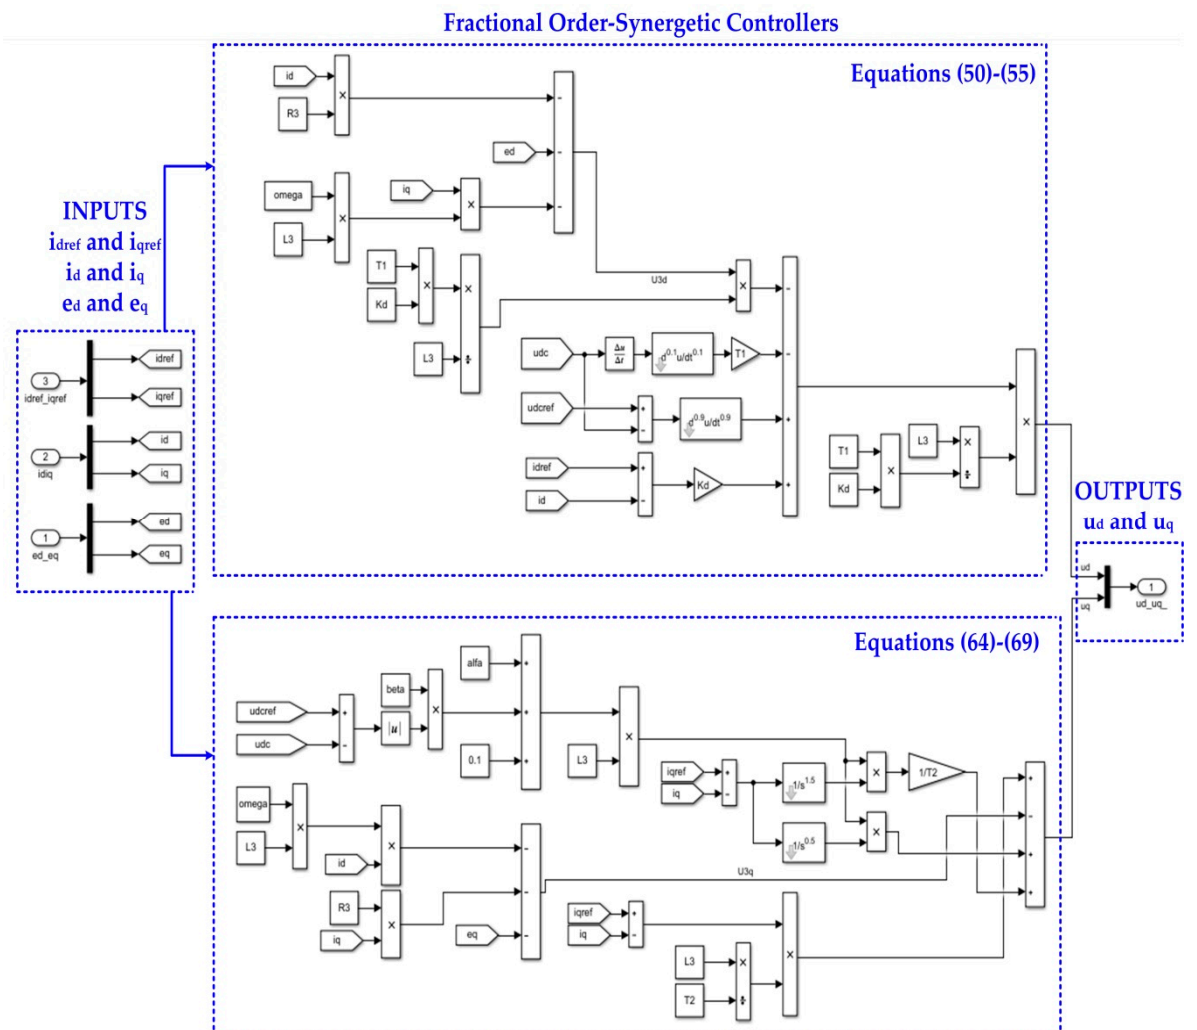 Fractional Order-Synergetic Controllers
Equations (50)-(55)
id
R3
×
-
ed
-
omega
L3
×
iq
×
-
INPUTS
idref and iqref
id and iq
ed and eq
T1
Kd
×
×
L3
÷
U3d
×
-
udc
Δu
Δt
d0.1u/dt0.1
T1
-
udcref
+
-
d0.9u/dt0.9
+
idref
id
+
-
Kd
+
T1
Kd
×
L3
×
÷
×
3
idref_iqref
idref
iqref
2
idiq
id
iq
1
ed_eq
ed
eq
OUTPUTS
ud and uq
ud
uq
1
ud_uq_
Equations (64)-(69)
udcref
udc
+
-
beta
|u|
×
alfa
0.1
+
+
+
L3
×
iqref
iq
+
-
1/s1.5
1/s0.5
×
×
1/T2
+
-
+
+
omega
L3
×
id
×
R3
iq
×
eq
-
-
-
U3q
iqref
iq
+
-
L3
T2
×
÷
×